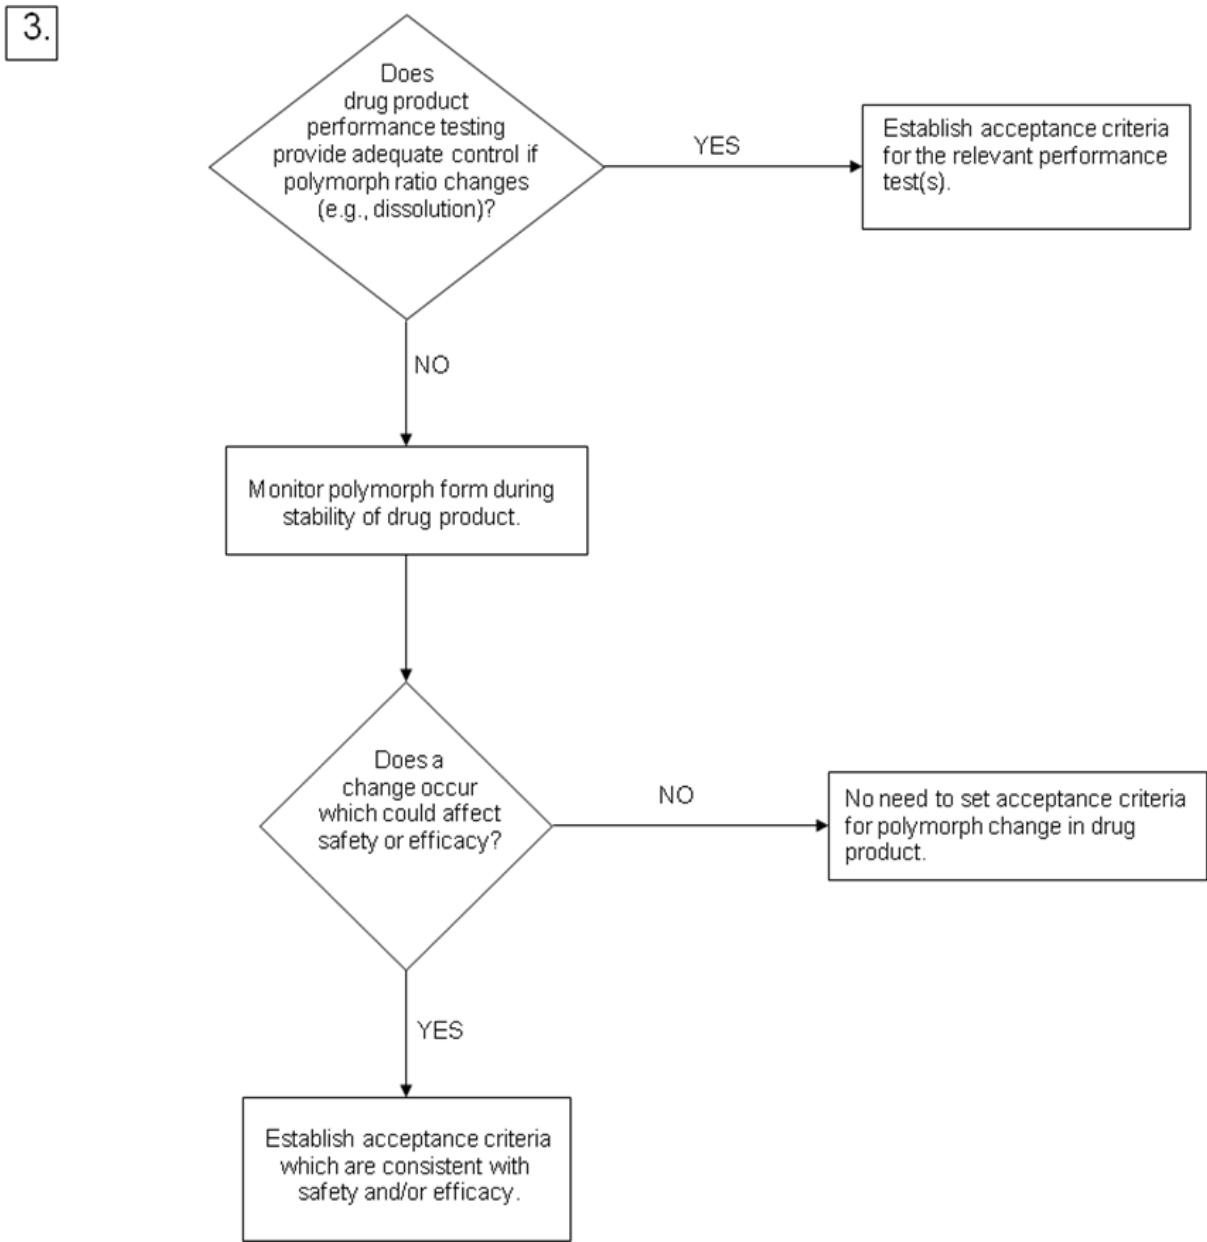 3.
Does
drug product
performance testing
provide adequate control if
polymorph ratio changes
(e.g., dissolution)?
YES
Establish acceptance criteria
for the relevant performance
test(s).
NO
Monitor polymorph form during
stability of drug product.
Does a
change occur
which could affect
safety or efficacy?
NO
No need to set acceptance criteria
for polymorph change in drug
product.
YES
Establish acceptance criteria
which are consistent with
safety and/or efficacy.